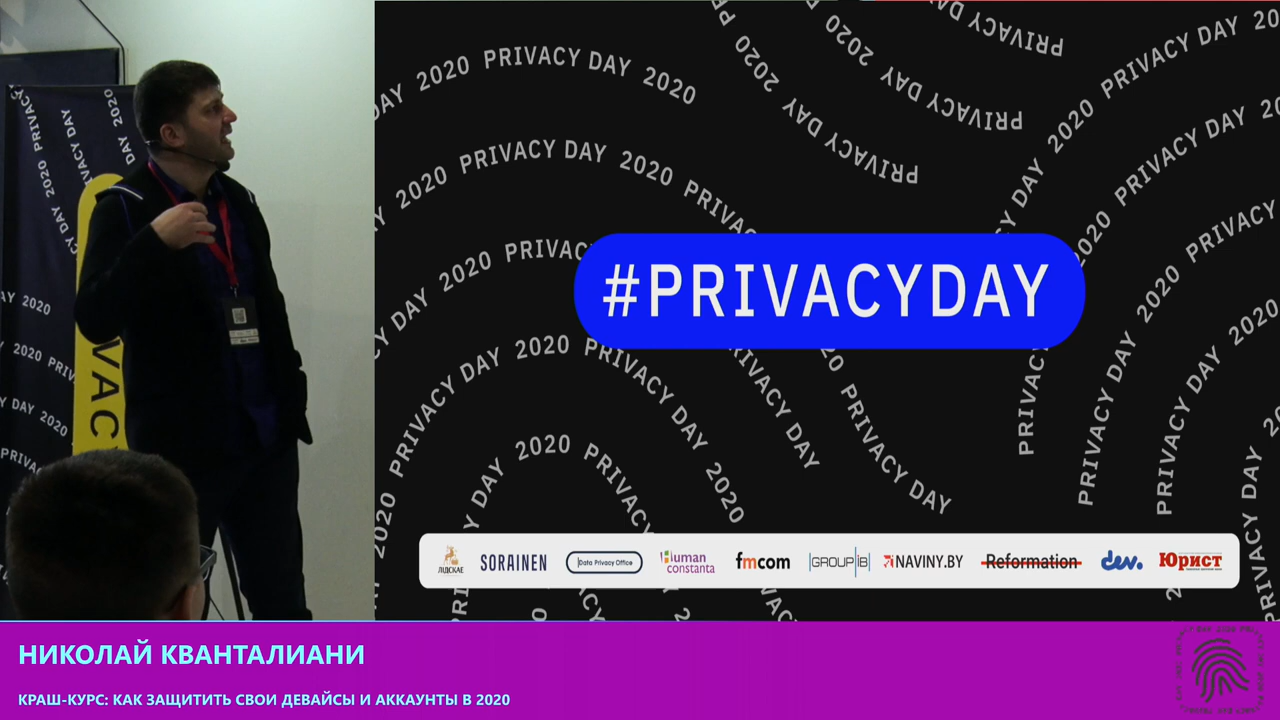 PRIVACY DAY 2020
#PRIVACYDAY
ЛIДСКАЕ
SORAINEN
Data Privacy Office
Human constanta
fmcom
GROUP IB
NAVINY.BY
Reformation
dev.
Юрист
НИКОЛАЙ КВАНТАЛИАНИ
КРАШ-КУРС: КАК ЗАЩИТИТЬ СВОИ ДЕВАЙСЫ И АККАУНТЫ В 2020